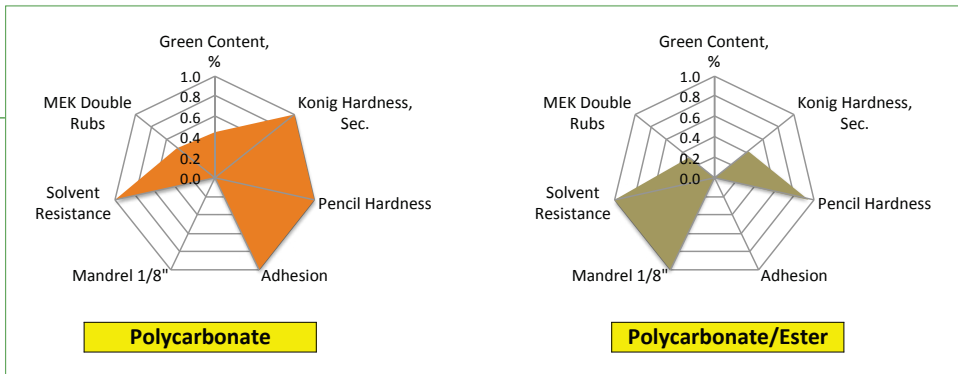 Green Content,
%
1.0
0.8
0.6
0.4
0.2
0.0
MEK Double
Rubs
Konig Hardness,
Sec.
Solvent
Resistance
Pencil Hardness
Mandrel 1/8"
Adhesion
Polycarbonate
Green Content,
%
1.0
0.8
0.6
0.4
0.2
0.0
MEK Double
Rubs
Konig Hardness,
Sec.
Solvent
Resistance
Pencil Hardness
Mandrel 1/8"
Adhesion
Polycarbonate/Ester